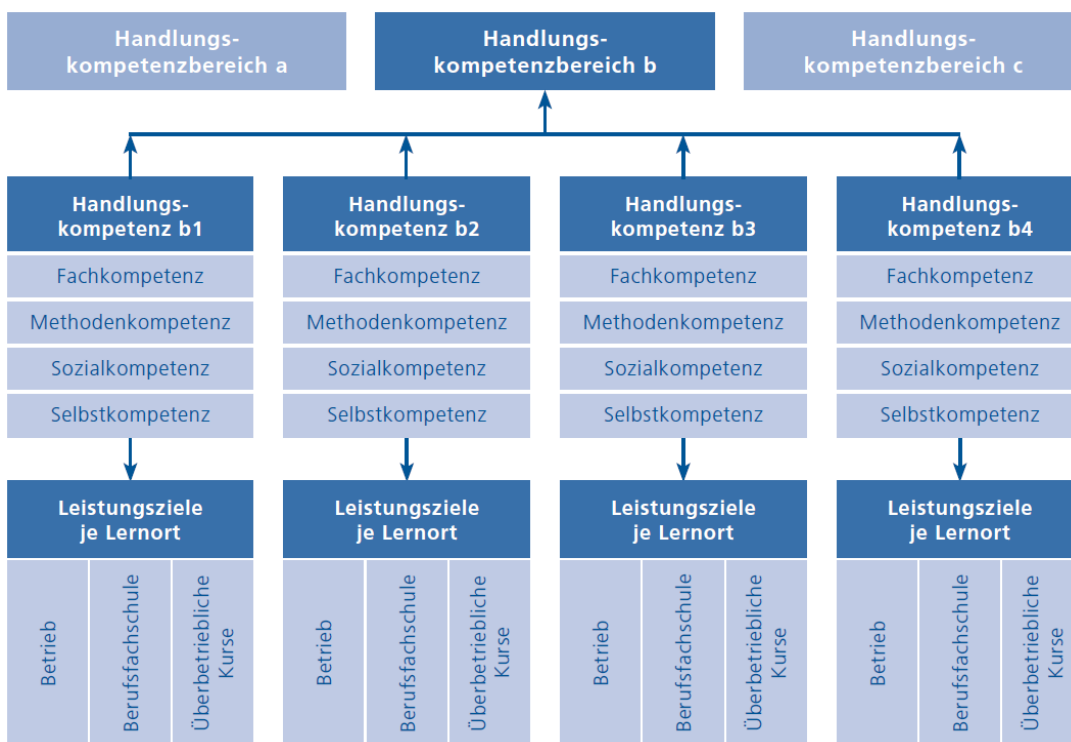 Handlungs-
kompetenzbereich a
Handlungs-
kompetenzbereich b
Handlungs-
kompetenzbereich c
Handlungs-
kompetenz b1
Handlungs-
kompetenz b2
Handlungs-
kompetenz b3
Handlungs-
kompetenz b4
Fachkompetenz
Fachkompetenz
Fachkompetenz
Fachkompetenz
Methodenkompetenz
Methodenkompetenz
Methodenkompetenz
Methodenkompetenz
Sozialkompetenz
Sozialkompetenz
Sozialkompetenz
Sozialkompetenz
Selbstkompetenz
Selbstkompetenz
Selbstkompetenz
Selbstkompetenz
Leistungsziele
je Lernort
Leistungsziele
je Lernort
Leistungsziele
je Lernort
Leistungsziele
je Lernort
Betrieb
Berufsfachschule
Überbetriebliche
Kurse
Betrieb
Berufsfachschule
Überbetriebliche
Kurse
Betrieb
Berufsfachschule
Überbetriebliche
Kurse
Betrieb
Berufsfachschule
Überbetriebliche
Kurse